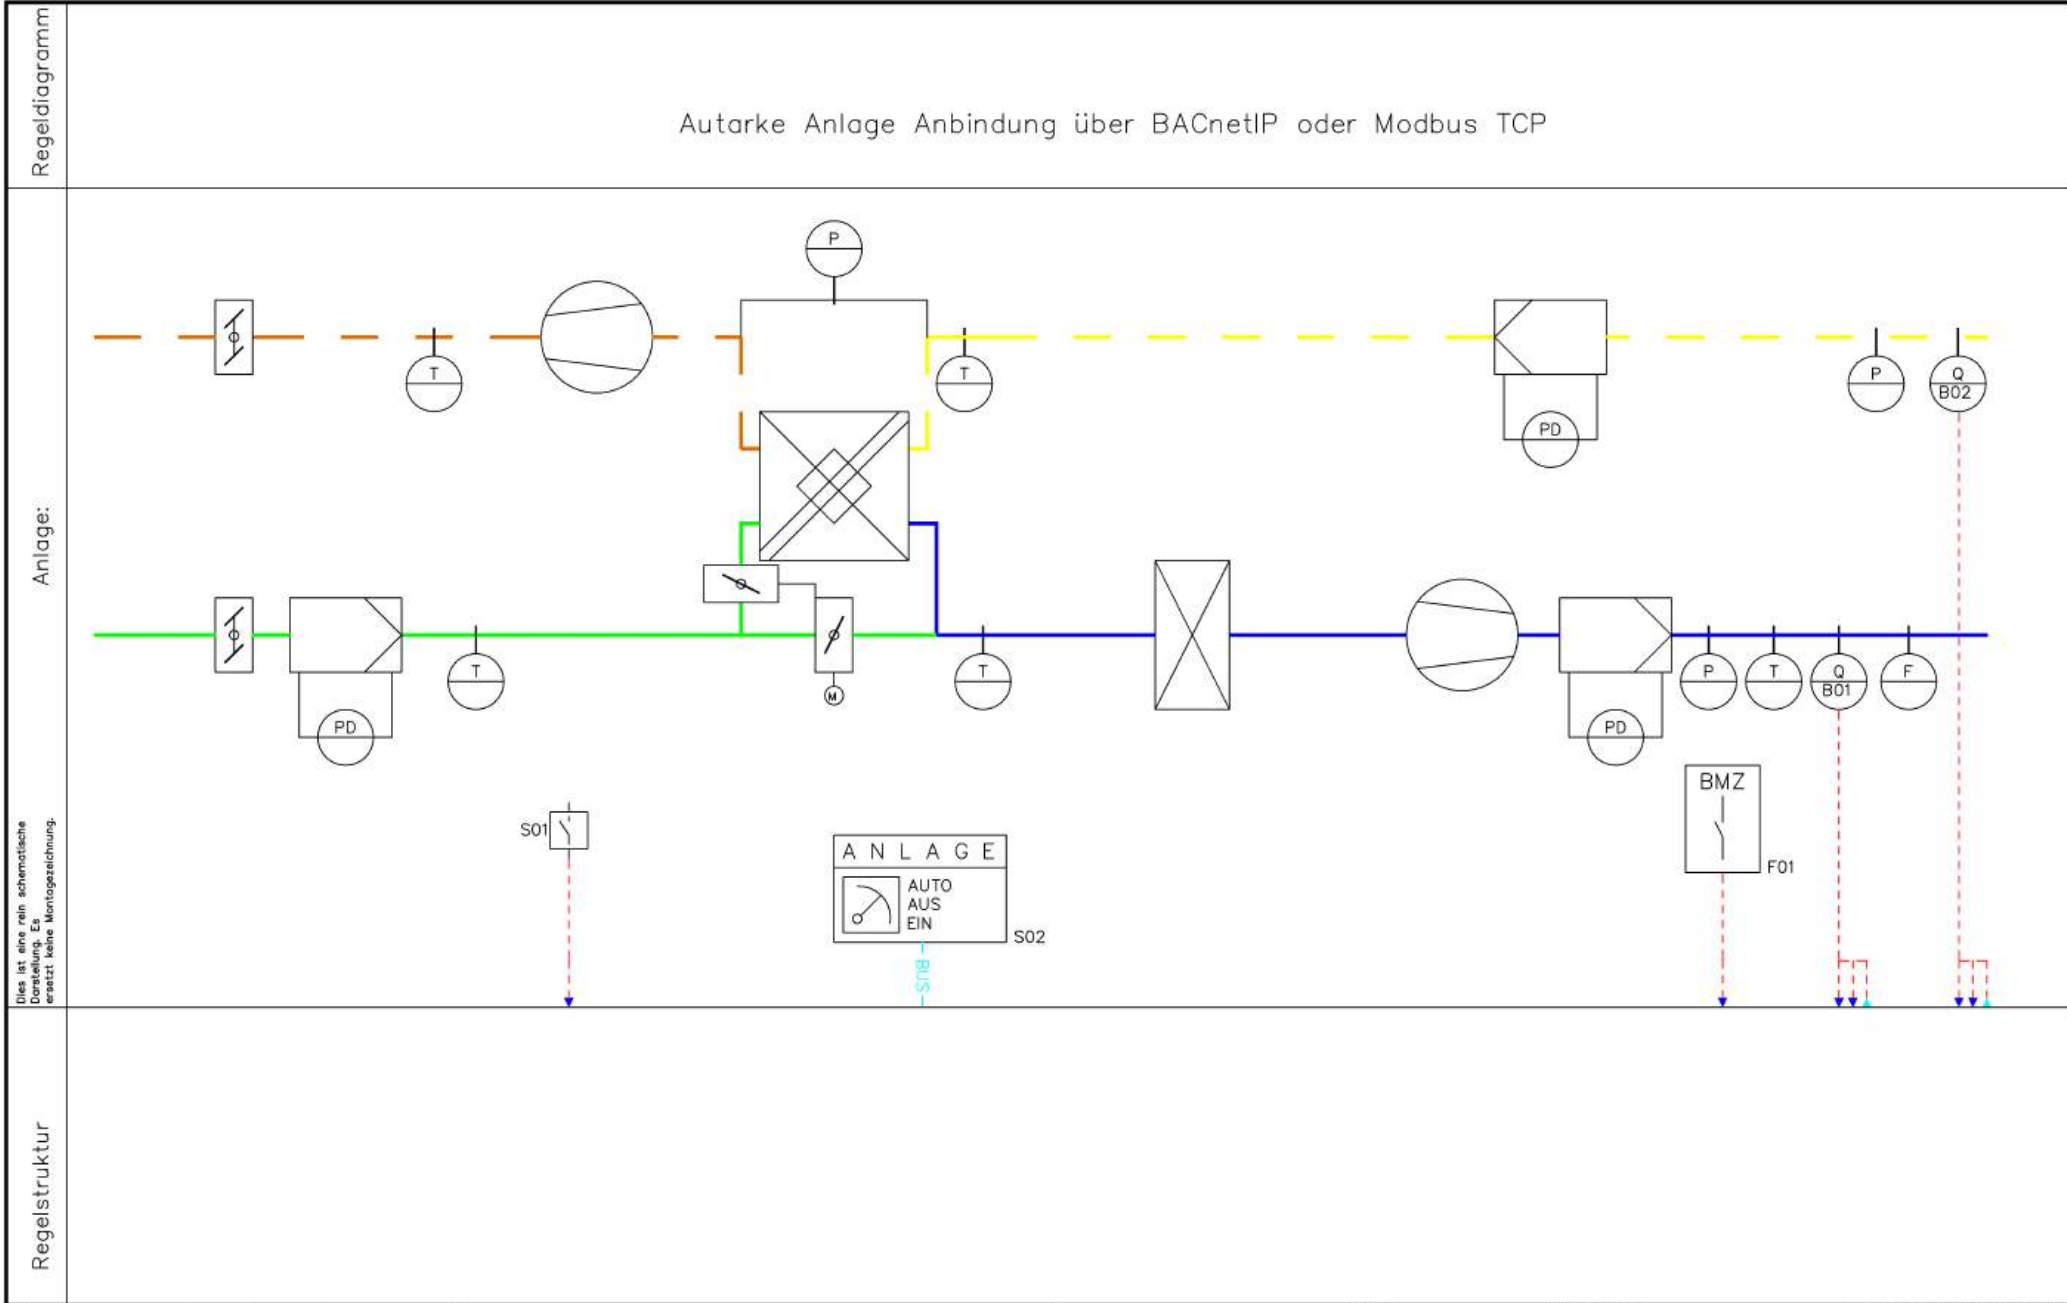 Regeldiagramm
Autarke Anlage Anbindung über BACnetIP oder Modbus TCP
P
T
T
PD
P
Q
B02
Anlage:
T
M
T
P
T
Q
B01
F
PD
PD
BMZ
F01
S01
A N L A G E
AUTO
AUS
EIN
S02
BUS
Dies ist eine rein schematische
Darstellung. Es
ersetzt keine Montagezeichnung.
Regelstruktur